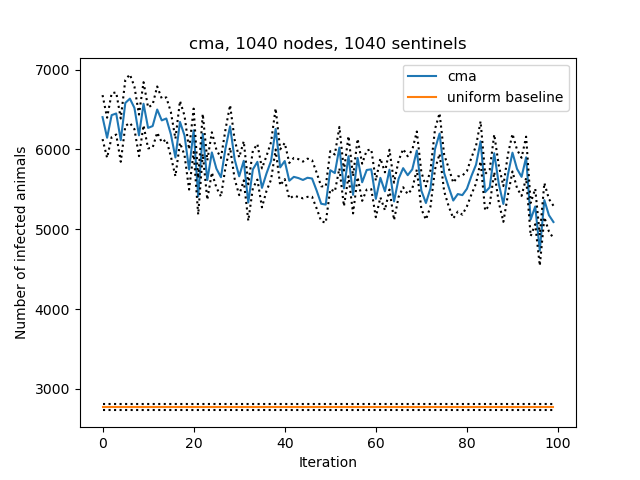 cma, 1040 nodes, 1040 sentinels
cma
uniform baseline
Number of infected animals
7000
6000
5000
4000
3000
0 20 40 60 80 100
Iteration